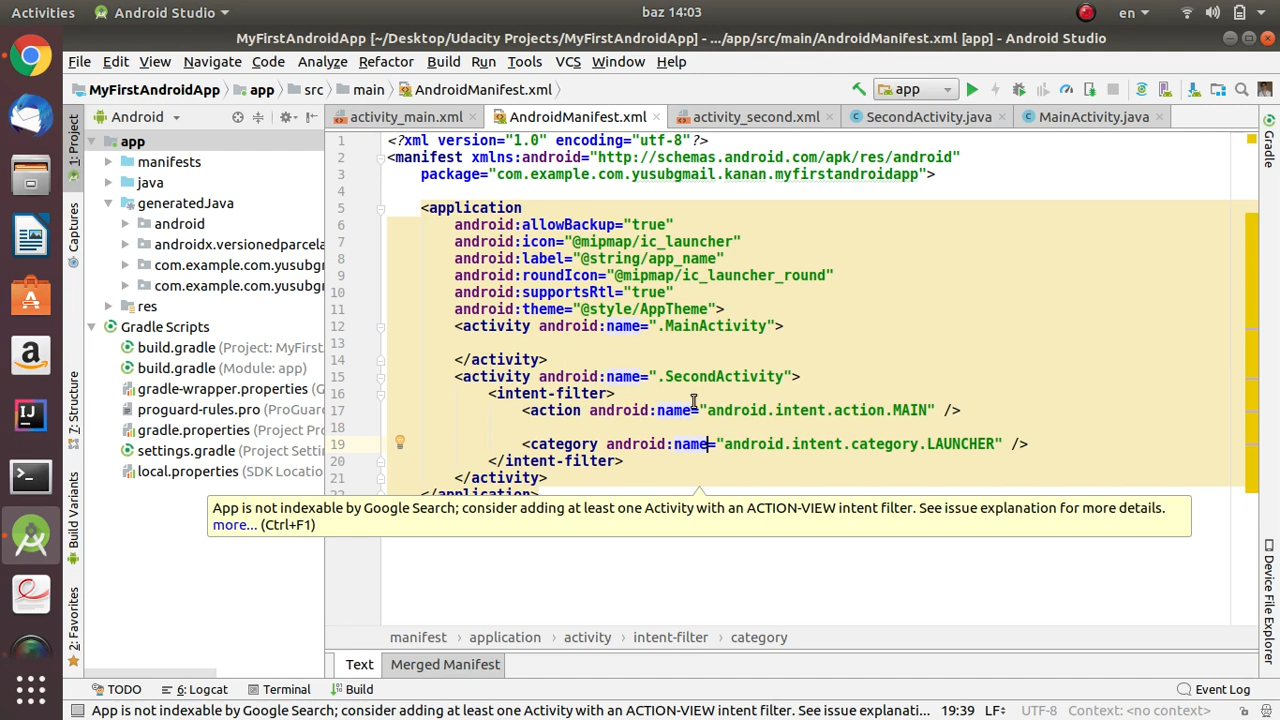 Activities Android Studio baz 14:03 en
MyFirstAndroidApp [~/Desktop/Udacity Projects/MyFirstAndroidApp] - .../app/src/main/AndroidManifest.xml [app] - Android Studio
File Edit View Navigate Code Analyze Refactor Build Run Tools VCS Window Help
MyFirstAndroidApp app src main AndroidManifest.xml app
Android activity_main.xml AndroidManifest.xml activity_second.xml SecondActivity.java MainActivity.java
1: Project
Captures
7: Structure
Build Variants
2: Favorites
app
manifests
java
generatedJava
android
androidx.versionedparcela
com.example.com.yusubgr
com.example.com.yusubgr
res
Gradle Scripts
build.gradle (Project: MyFirst
build.gradle (Module: app)
gradle-wrapper.properties (
proguard-rules.pro (ProGuar
gradle.properties (Project P
settings.gradle (Project Sett
local.properties (SDK Locatio
1 <?xml version="1.0" encoding="utf-8"?>
2 <manifest xmlns:android="http://schemas.android.com/apk/res/android"
3 package="com.example.com.yusubgmail.kanan.myfirstandroidapp">
4
5 <application
6 android:allowBackup="true"
7 android:icon="@mipmap/ic_launcher"
8 android:label="@string/app_name"
9 android:roundIcon="@mipmap/ic_launcher_round"
10 android:supportsRtl="true"
11 android:theme="@style/AppTheme">
12 <activity android:name=".MainActivity">
13
14 </activity>
15 <activity android:name=".SecondActivity">
16 <intent-filter>
17 <action android:name="android.intent.action.MAIN" />
18
19 <category android:name="android.intent.category.LAUNCHER" />
20 </intent-filter>
21 </activity>
22 </application>
App is not indexable by Google Search; consider adding at least one Activity with an ACTION-VIEW intent filter. See issue explanation for more details.
more... (Ctrl+F1)
Gradle
Device File Explorer
manifest application activity intent-filter category
Text Merged Manifest
TODO 6: Logcat Terminal Build Event Log
App is not indexable by Google Search; consider adding at least one Activity with an ACTION-VIEW intent filter. See issue explanati... 19:39 LF UTF-8 Context: <no context>